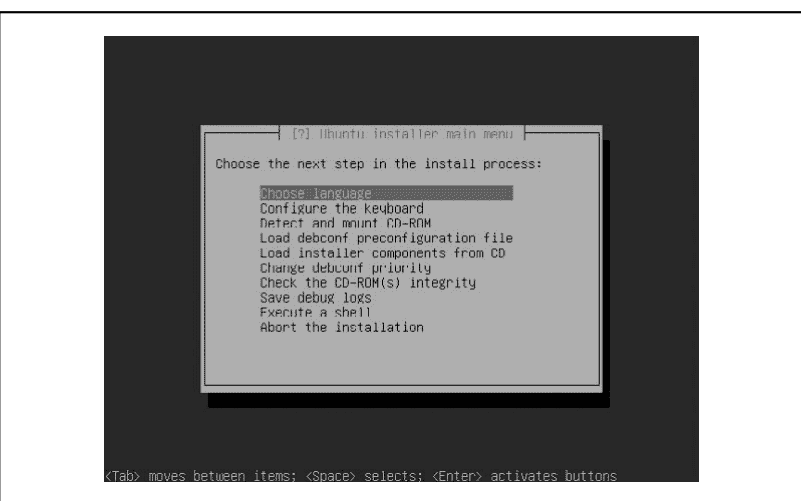 [?] Ubuntu installer main menu
Choose the next step in the install process:
Choose language
Configure the keyboard
Detect and mount CD-ROM
Load debconf preconfiguration file
Load installer components from CD
Change debconf priority
Check the CD-ROM(s) integrity
Save debug logs
Execute a shell
Abort the installation
<Tab> moves between items; <Space> selects; <Enter> activates buttons